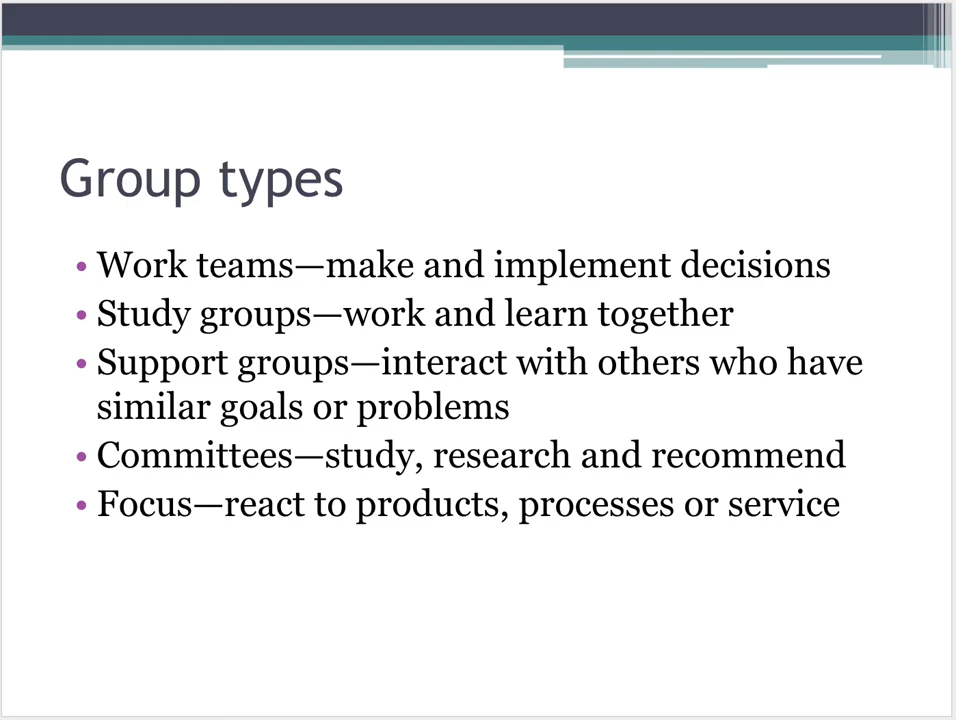 Group types
• Work teams—make and implement decisions
• Study groups—work and learn together
• Support groups—interact with others who have
similar goals or problems
• Committees—study, research and recommend
• Focus—react to products, processes or service